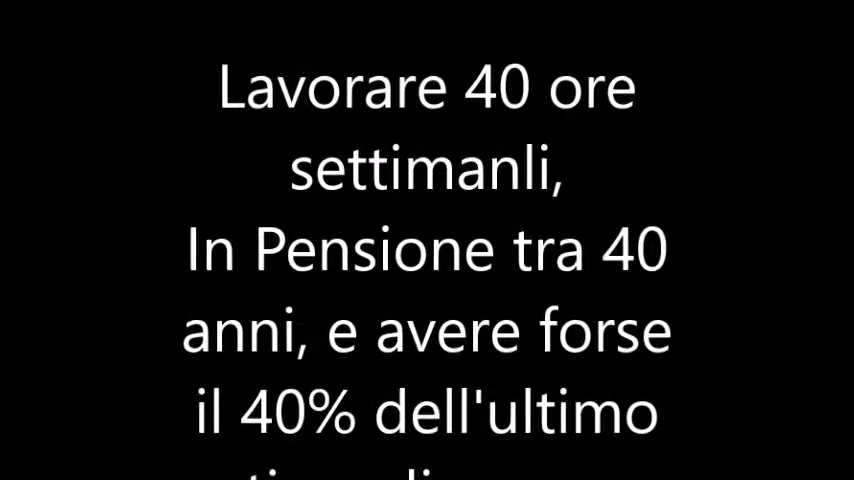 Lavorare 40 ore
settimanli,
In Pensione tra 40
anni, e avere forse
il 40% dell'ultimo